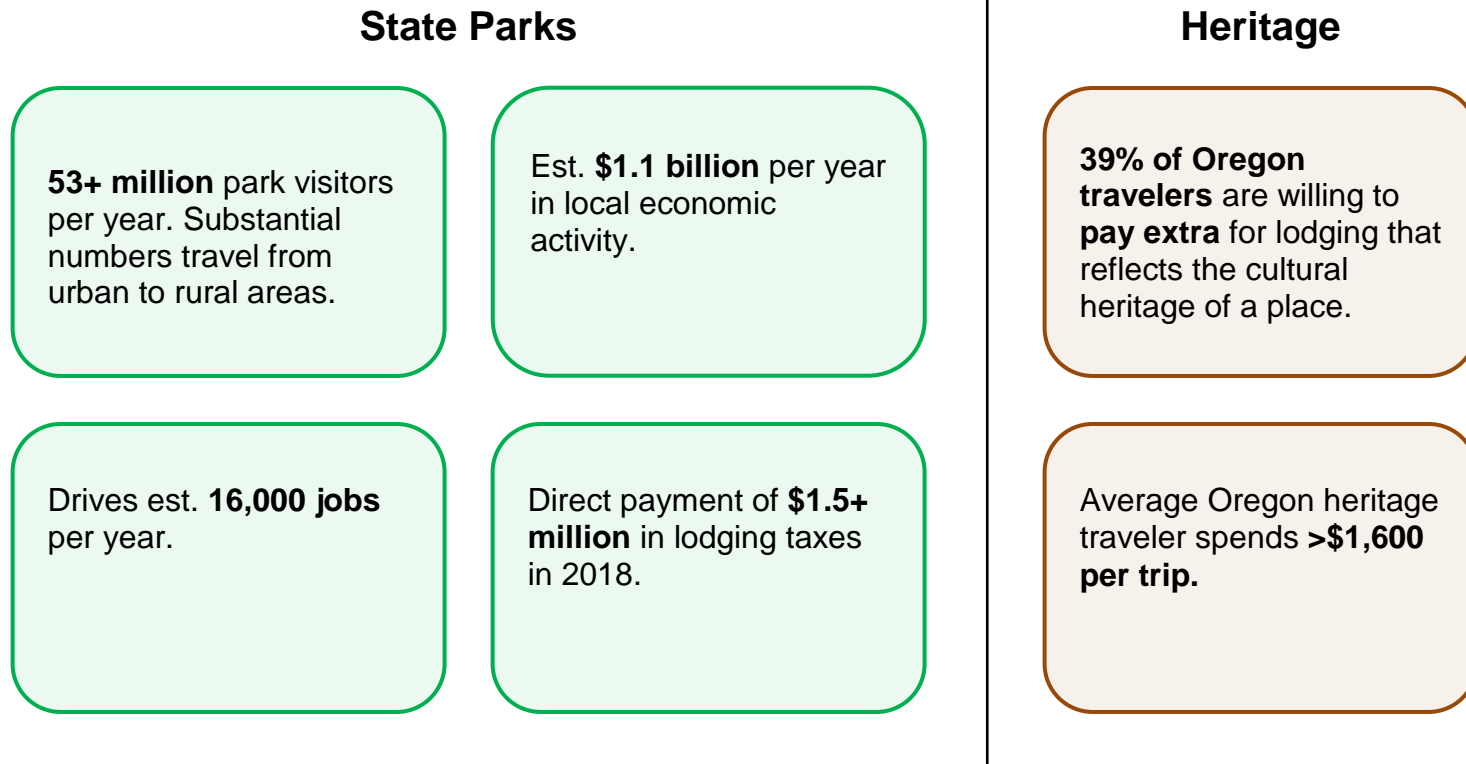 State Parks
53+ million park visitors
per year. Substantial
numbers travel from
urban to rural areas.
Est. $1.1 billion per year
in local economic
activity.
Drives est. 16,000 jobs
per year.
Direct payment of $1.5+
million in lodging taxes
in 2018.
Heritage
39% of Oregon
travelers are willing to
pay extra for lodging that
reflects the cultural
heritage of a place.
Average Oregon heritage
traveler spends >$1,600
per trip.